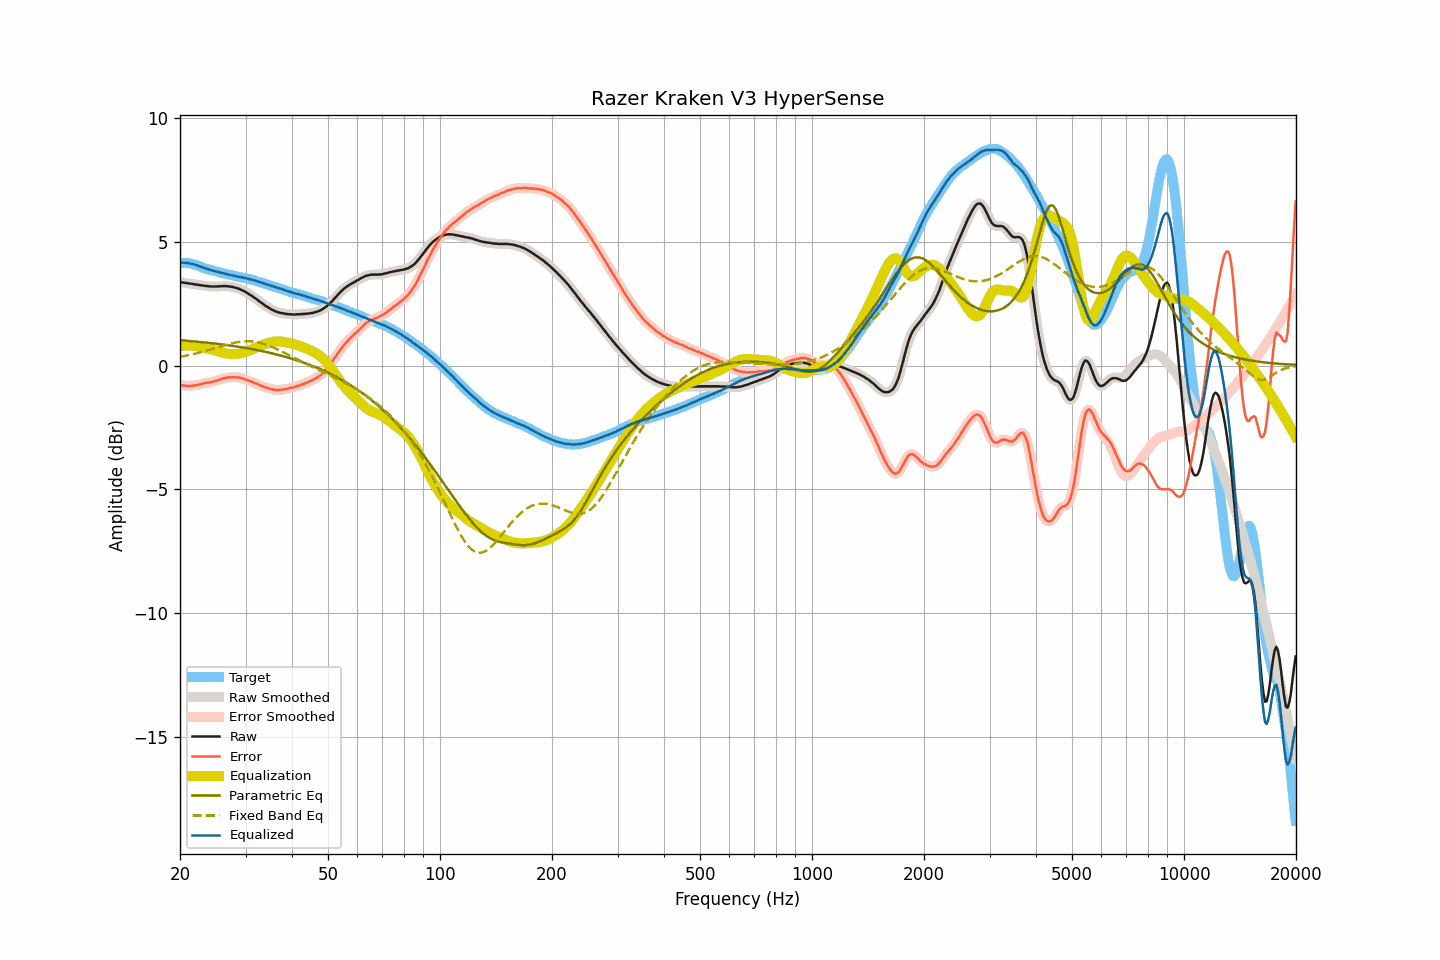 Razer Kraken V3 HyperSense
10
5
0
−5
−10
−15
Amplitude (dBr)
Target
Raw Smoothed
Error Smoothed
Raw
Error
Equalization
Parametric Eq
Fixed Band Eq
Equalized
20 50 100 200 500 1000 2000 5000 10000 20000
Frequency (Hz)